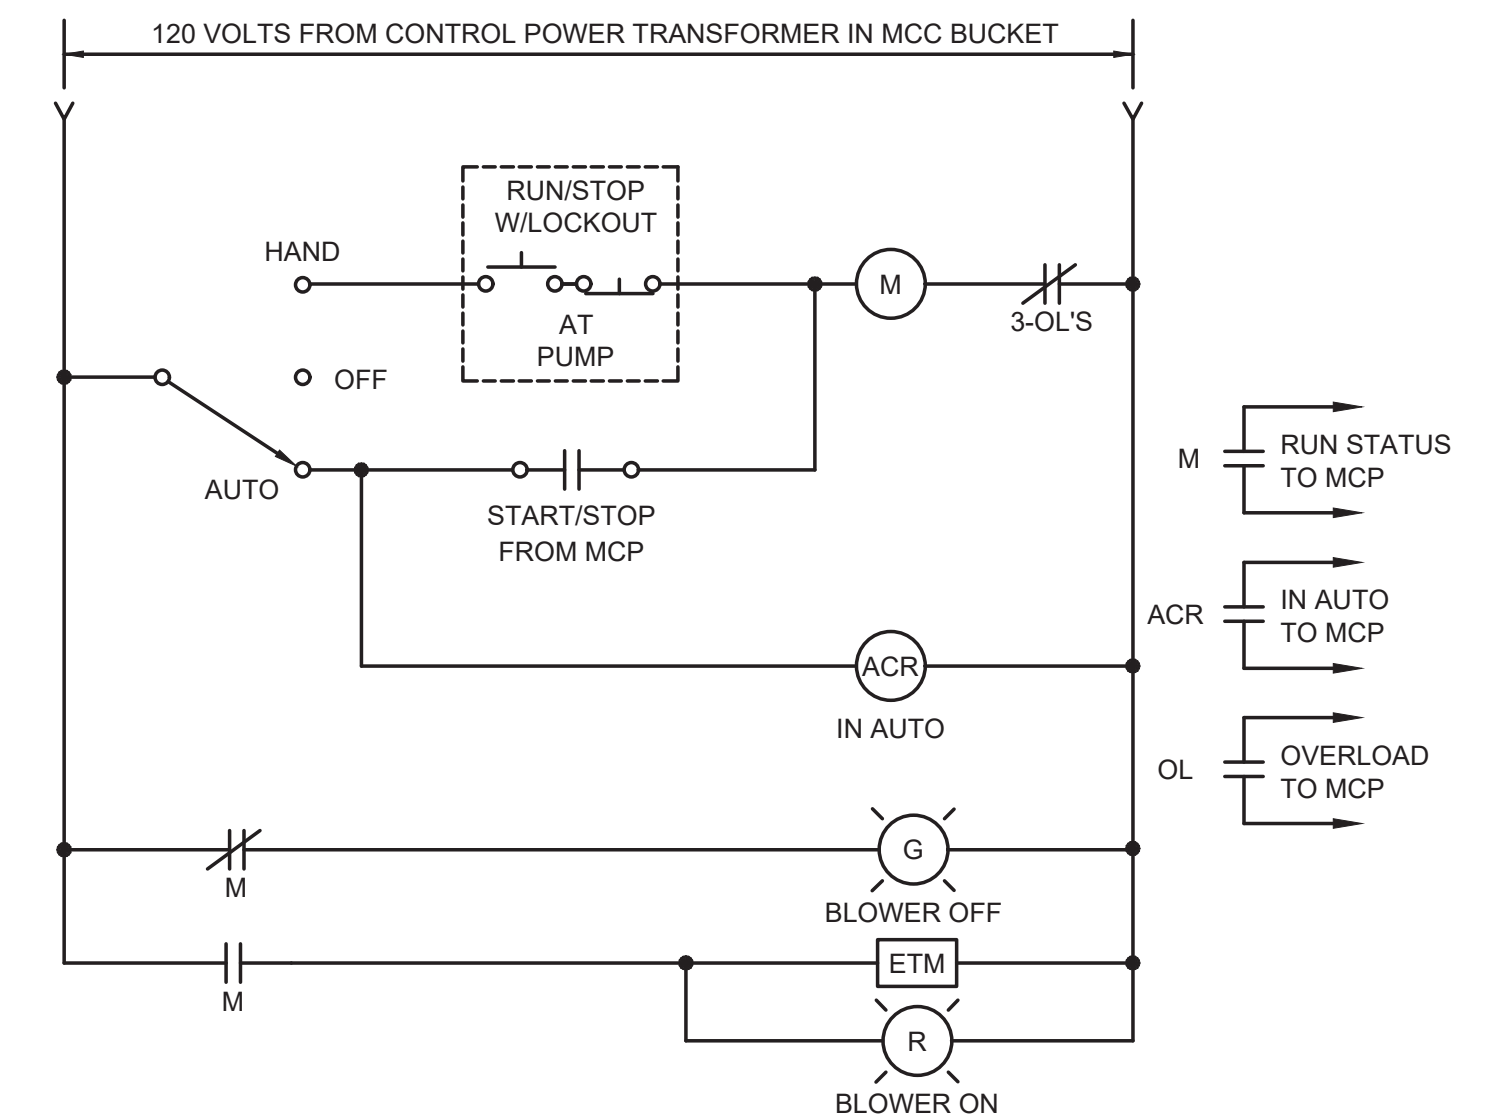 120 VOLTS FROM CONTROL POWER TRANSFORMER IN MCC BUCKET
RUN/STOP
W/LOCKOUT
HAND
M
AT
PUMP
3-OL'S
OFF
AUTO
START/STOP
FROM MCP
M
RUN STATUS
TO MCP
ACR
IN AUTO
TO MCP
ACR
IN AUTO
OL
OVERLOAD
TO MCP
M
G
BLOWER OFF
M
ETM
R
BLOWER ON